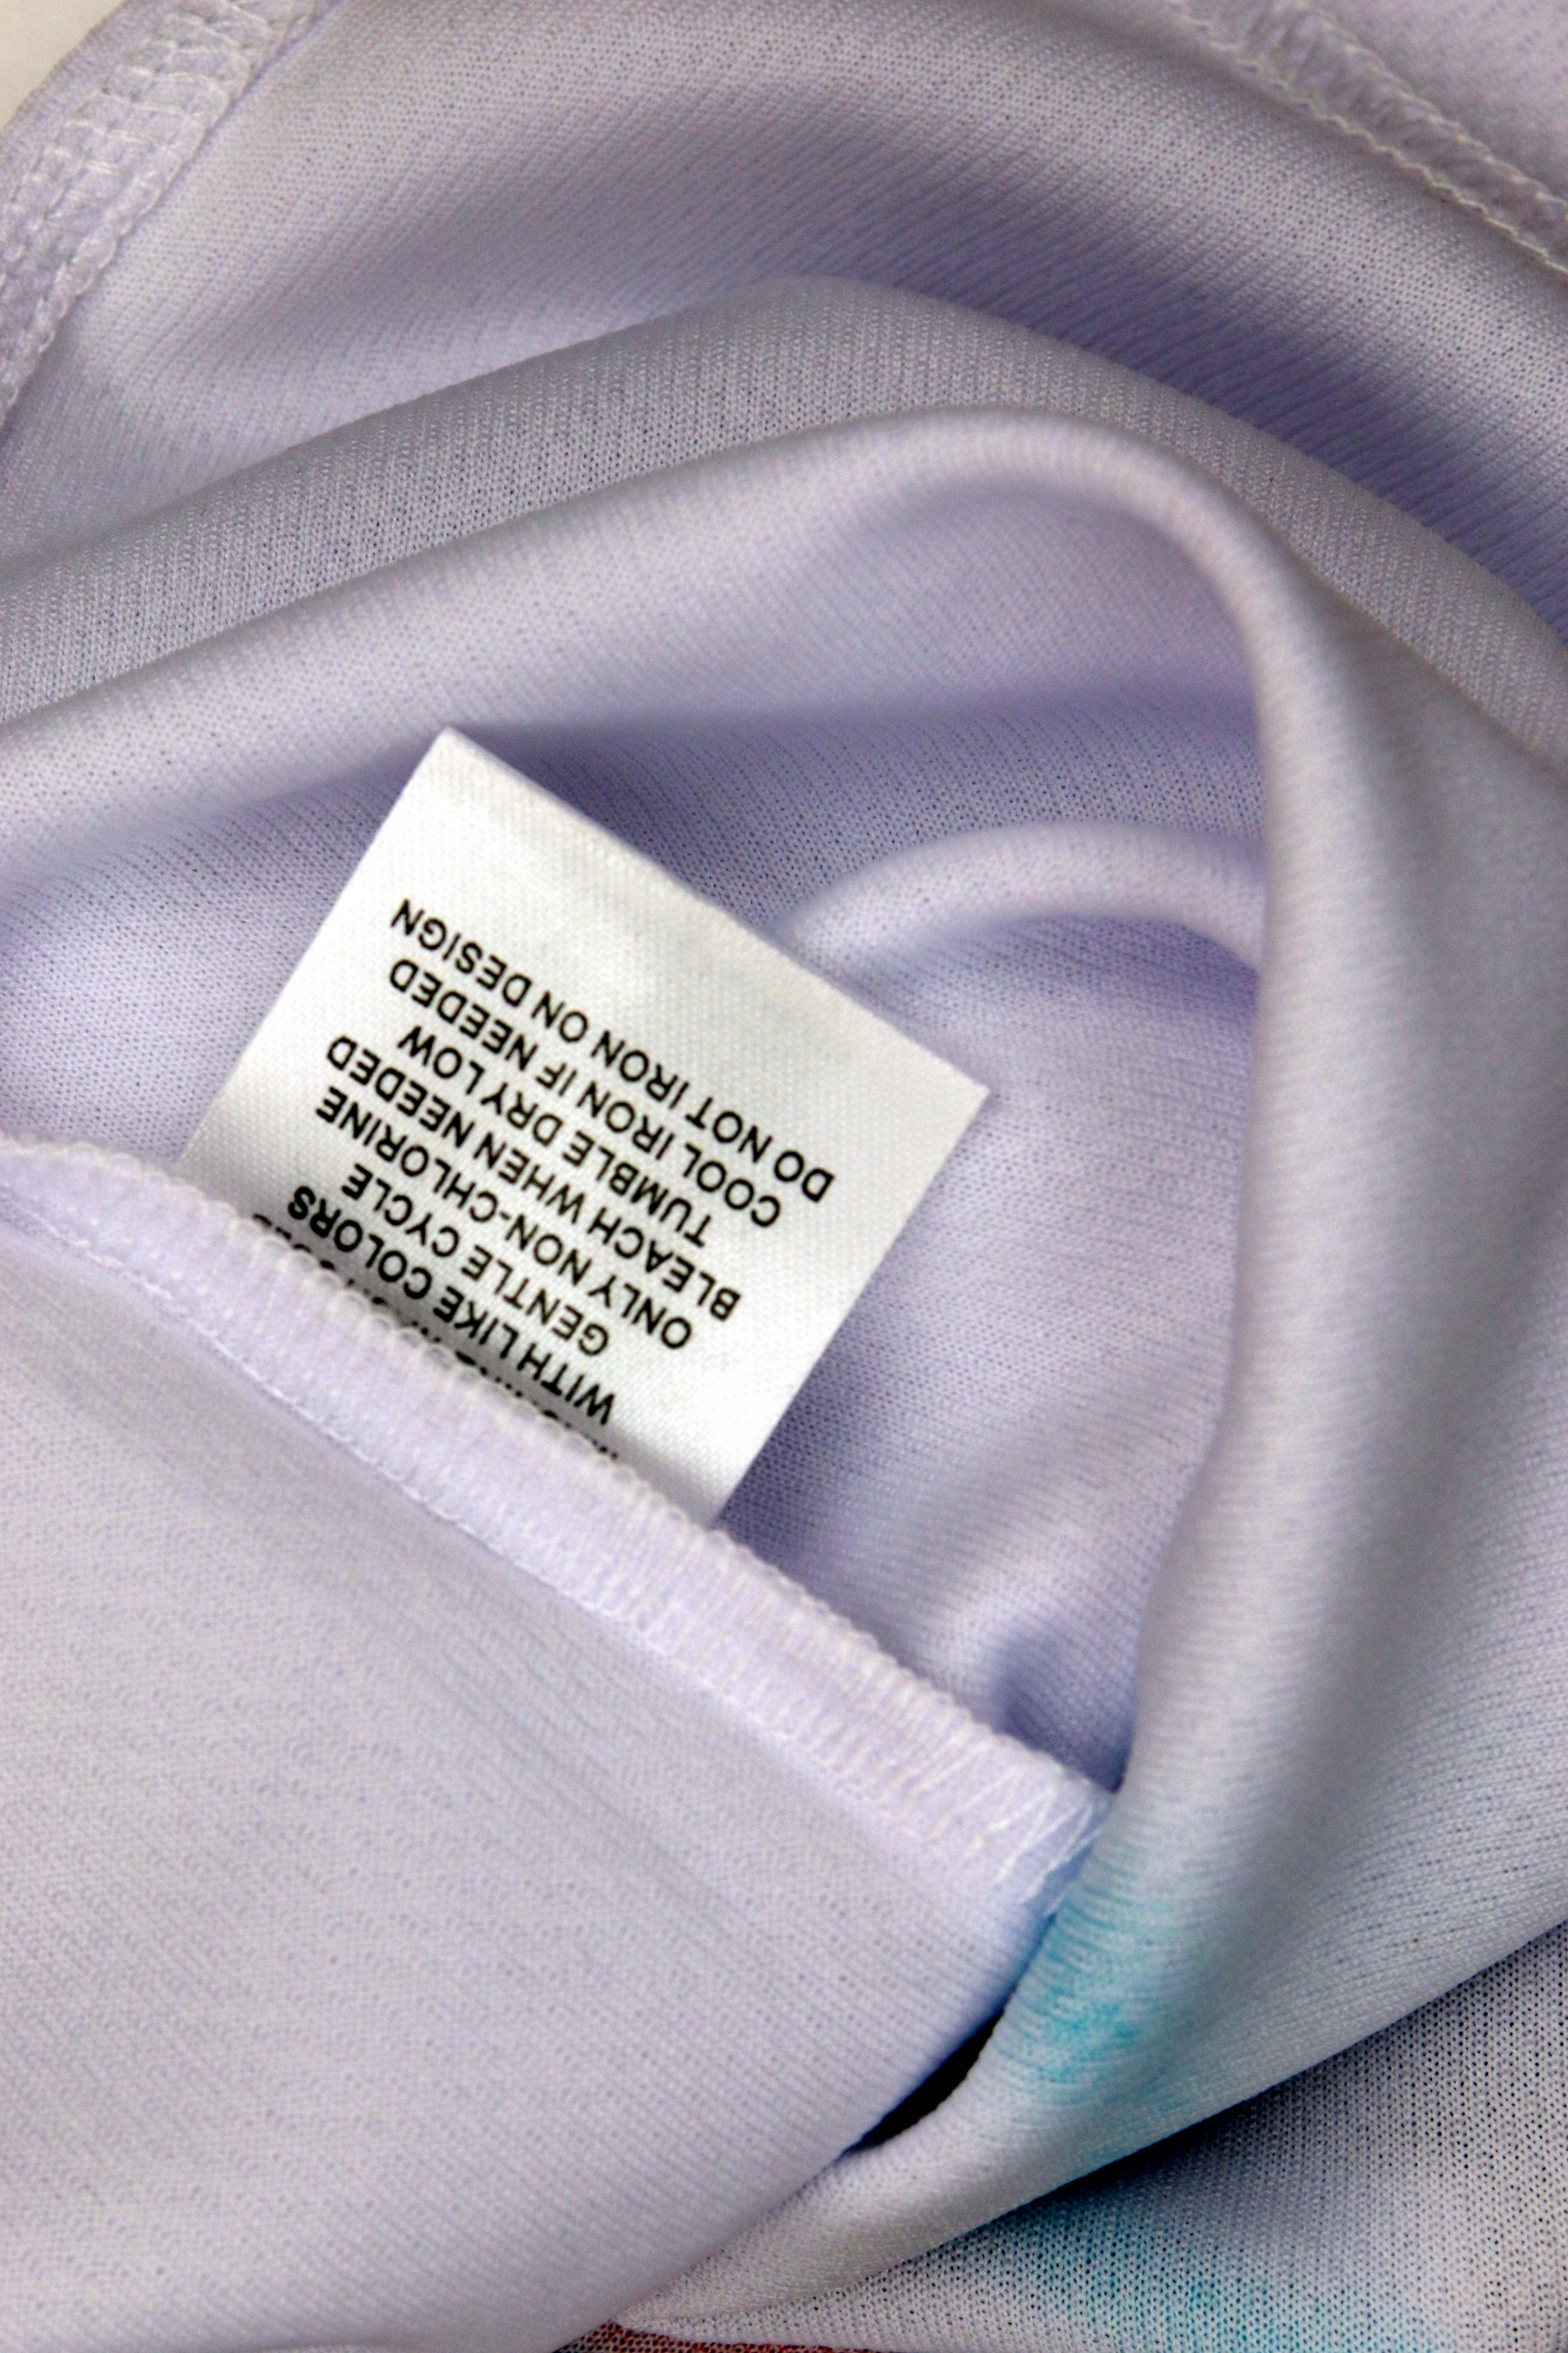 WITH LIKE COLORS
GENTLE CYCLE
ONLY NON-CHLORINE
BLEACH WHEN NEEDED
TUMBLE DRY LOW
COOL IRON IF NEEDED
DO NOT IRON ON DESIGN